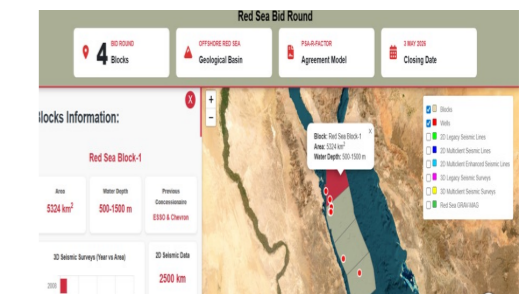 Red Sea Bid Round
BID ROUND
4 Blocks
OFFSHORE RED SEA
Geological Basin
PSA-R-FACTOR
Agreement Model
3 MAY 2026
Closing Date
X
Blocks Information:
Red Sea Block-1
Area
5324 km²
Water Depth
500-1500 m
Previous
Concessionaire
ESSO & Chevron
3D Seismic Surveys (Year vs Area)
2D Seismic Data
2500 km
+
−
X
Block: Red Sea Block-1
Area: 5324 km²
Water Depth: 500-1500 m
Blocks
Wells
2D Legacy Seismic Lines
2D Multiclient Seismic Lines
2D Multiclient Enhanced Seismic Lines
3D Legacy Seismic Surveys
3D Multiclient Seismic Surveys
Red Sea GRAV-MAG